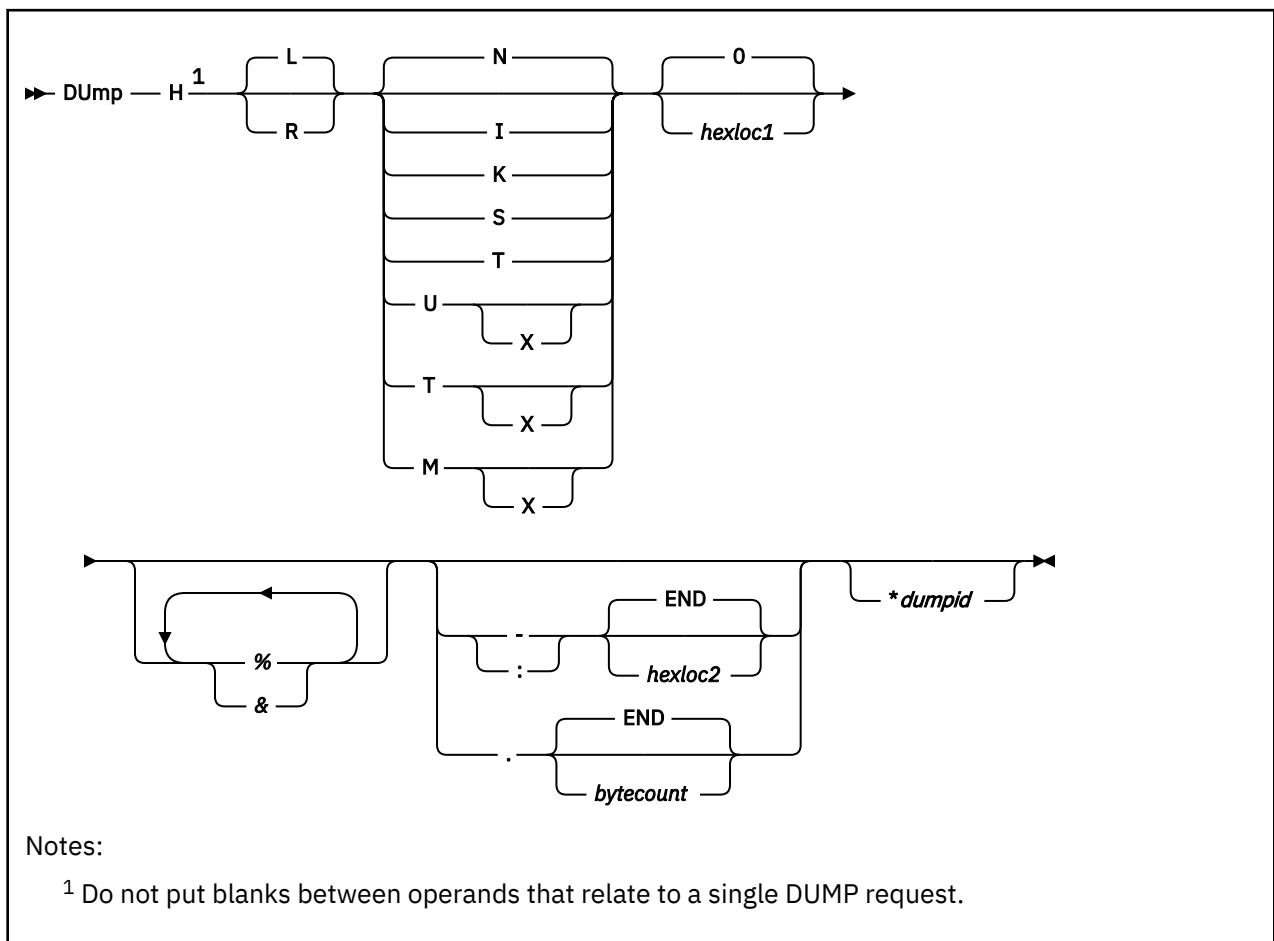 L N 0
DUmp H 1
R I hexloc1
K
S
T
U
X
T
X
M
X
END *dumpid
- 
% : hexloc2
& END
.
bytecount
Notes:
1 Do not put blanks between operands that relate to a single DUMP request.